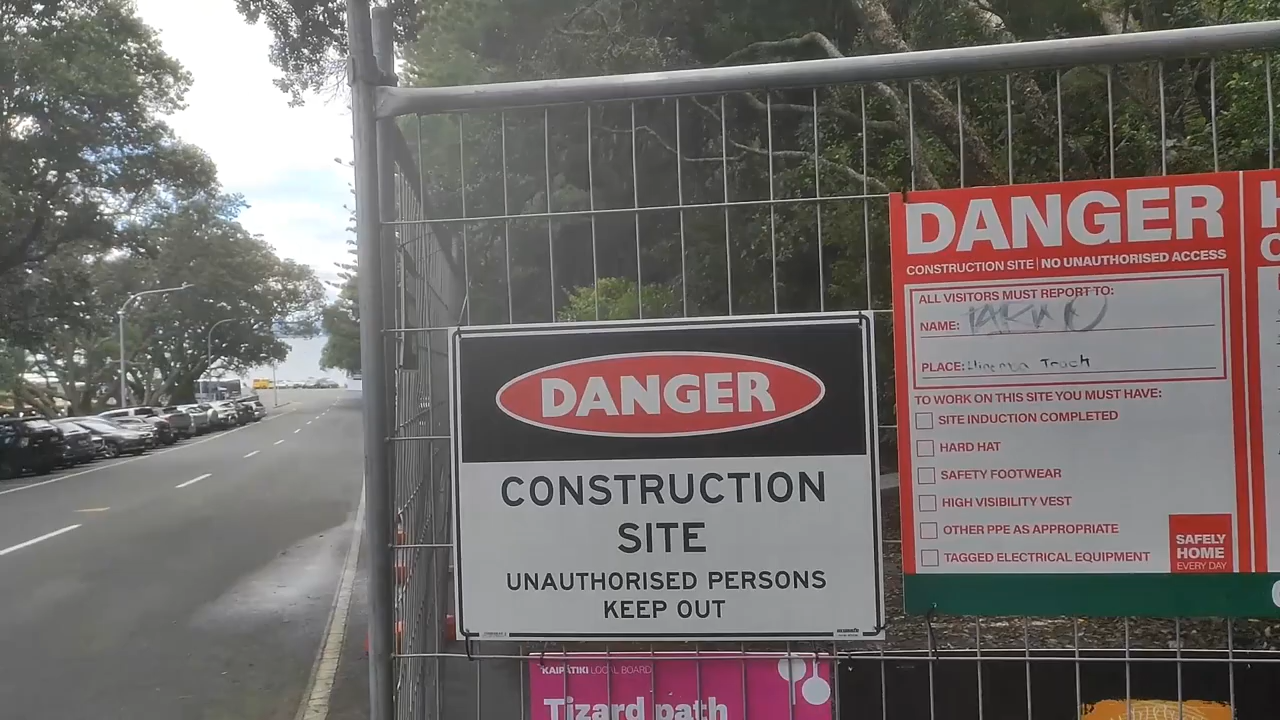 DANGER
CONSTRUCTION
SITE
UNAUTHORISED PERSONS
KEEP OUT
DANGER
CONSTRUCTION SITE | NO UNAUTHORISED ACCESS
ALL VISITORS MUST REPORT TO:
NAME:
PLACE: Track
TO WORK ON THIS SITE YOU MUST HAVE:
SITE INDUCTION COMPLETED
HARD HAT
SAFETY FOOTWEAR
HIGH VISIBILITY VEST
OTHER PPE AS APPROPRIATE
TAGGED ELECTRICAL EQUIPMENT
SAFELY
HOME
EVERY DAY
KAIPĀTIKI LOCAL BOARD
Tizard path